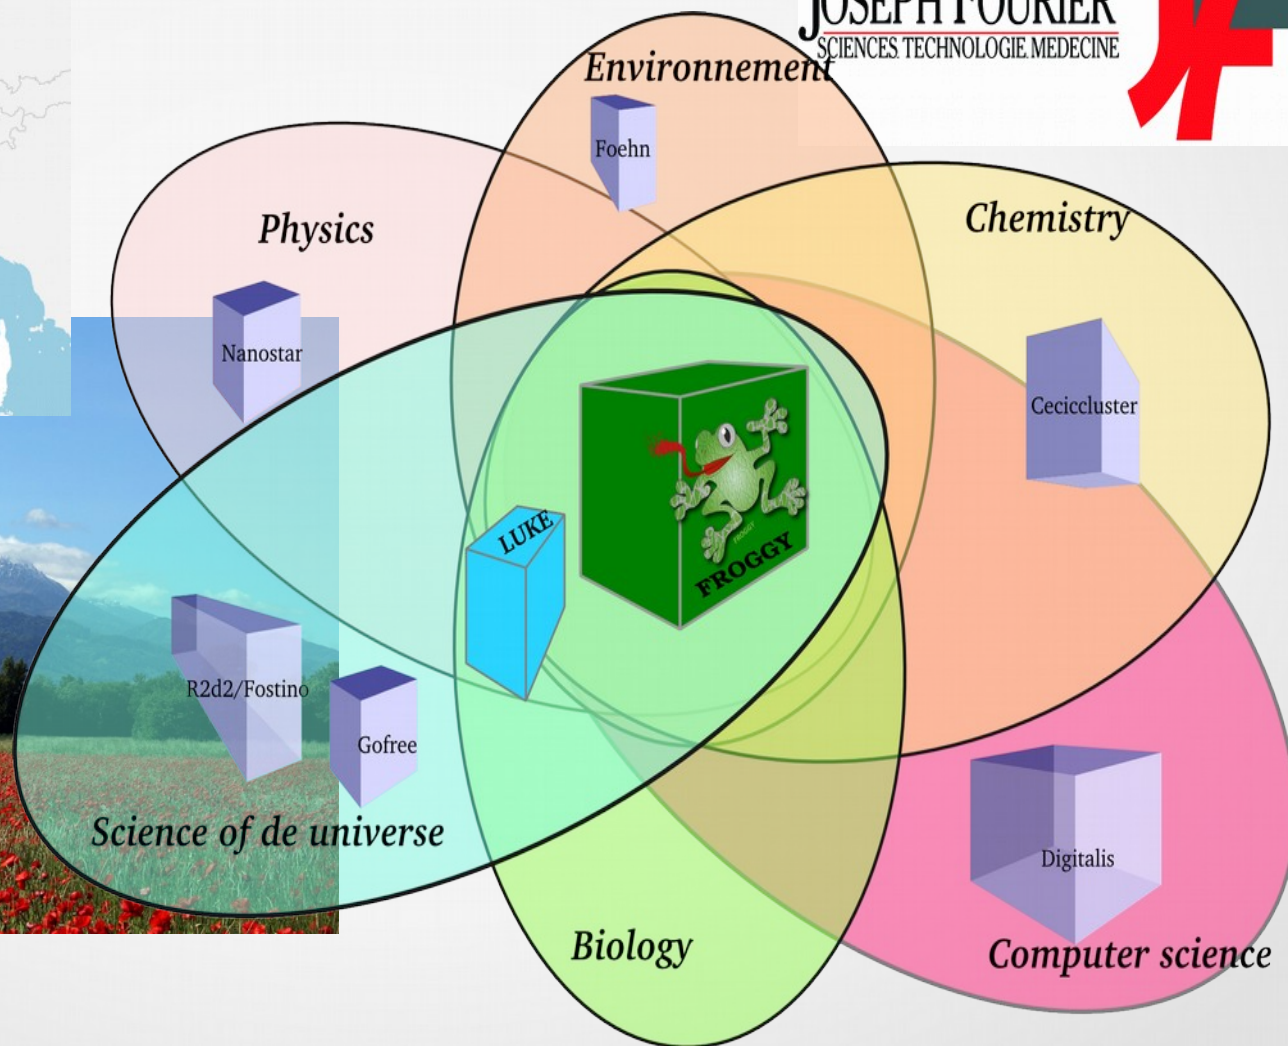 JOSEPH FOURIER
SCIENCES. TECHNOLOGIE. MEDECINE
Environnement
Foehn
Physics
Chemistry
Nanostar
Ceciccluster
LUKE
FROGGY
FROGGY
R2d2/Fostino
Gofree
Science of de universe
Digitalis
Biology
Computer science